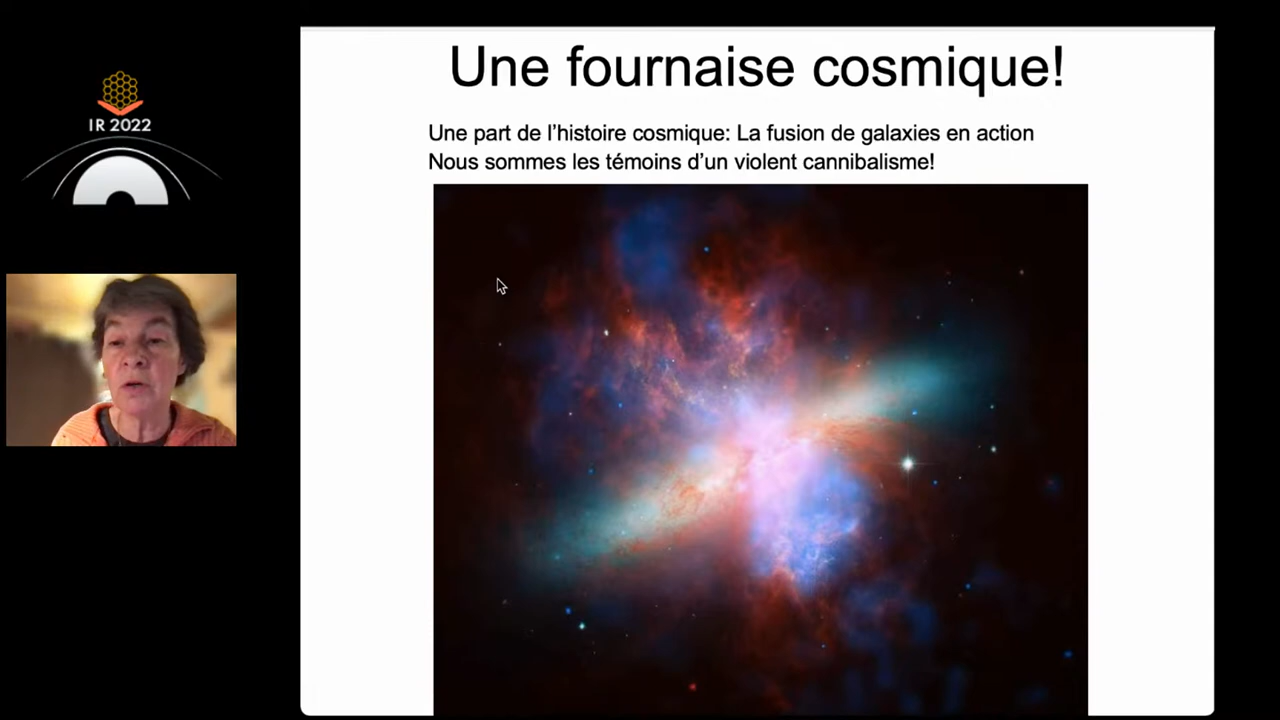 Une fournaise cosmique!
Une part de l'histoire cosmique: La fusion de galaxies en action
Nous sommes les témoins d'un violent cannibalisme!
IR 2022